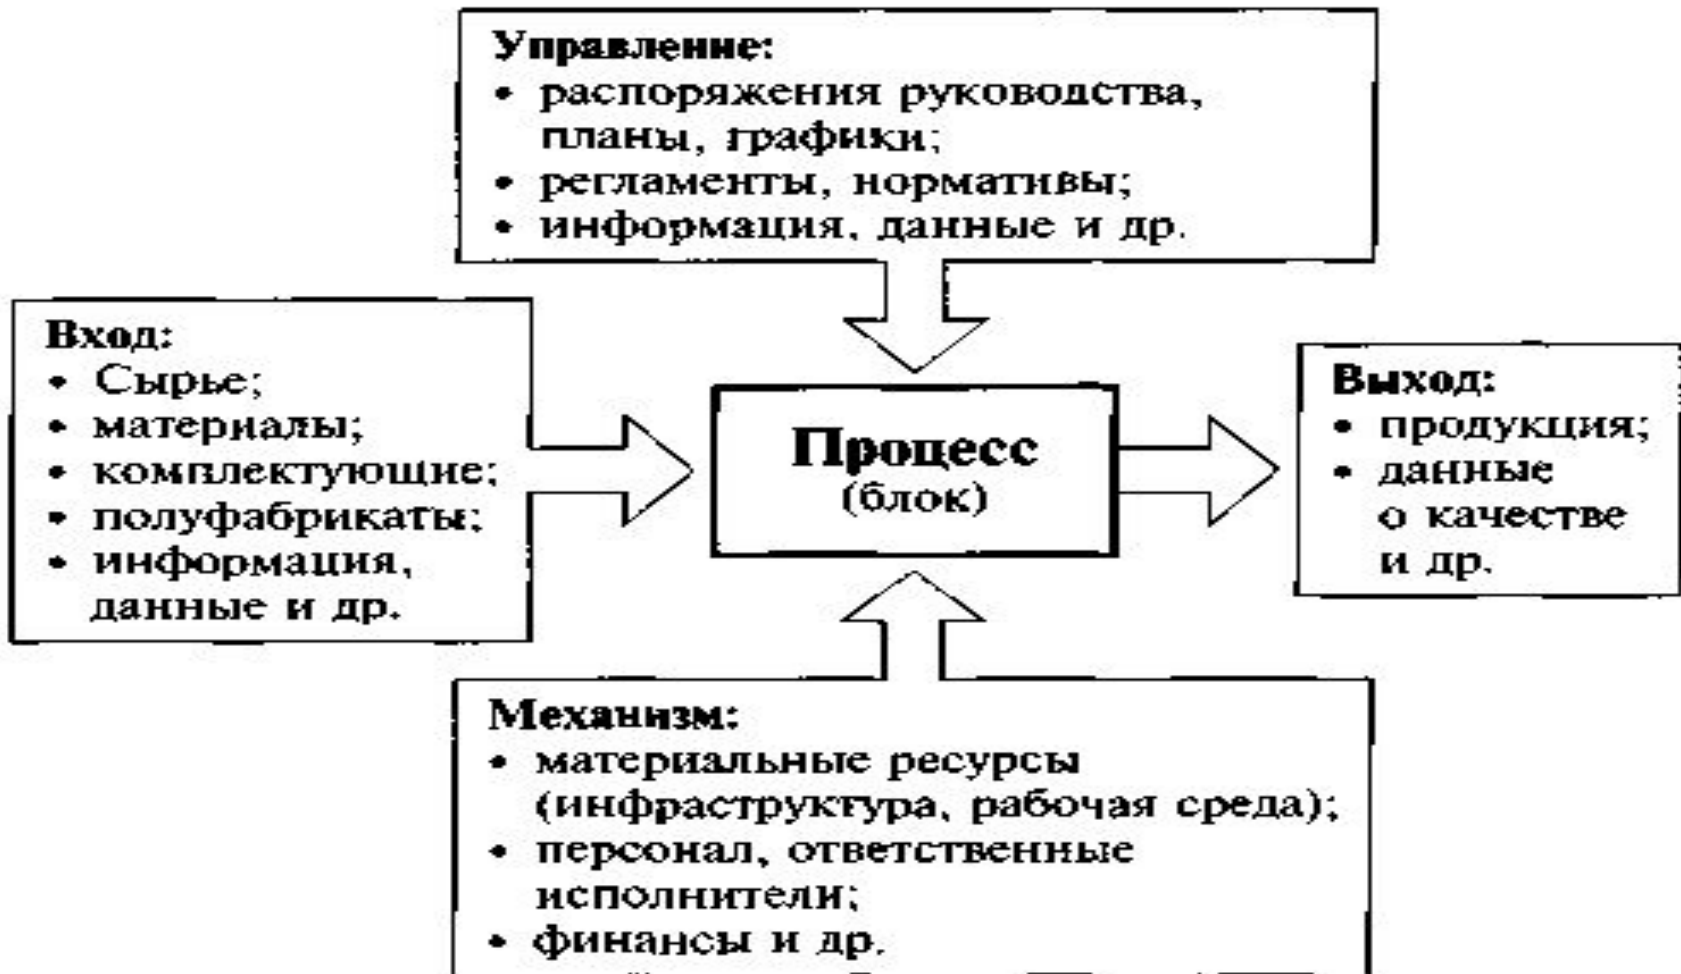 Управление:
• распоряжения руководства,
планы, графики;
• регламенты, нормативы;
• информация, данные и др.
Вход:
• Сырье;
• материалы;
• комплектующие;
• полуфабрикаты;
• информация,
данные и др.
Процесс
(блок)
Выход:
• продукция;
• данные
о качестве
и др.
Механизм:
• материальные ресурсы
(инфраструктура, рабочая среда);
• персонал, ответственные
исполнители;
• финансы и др.